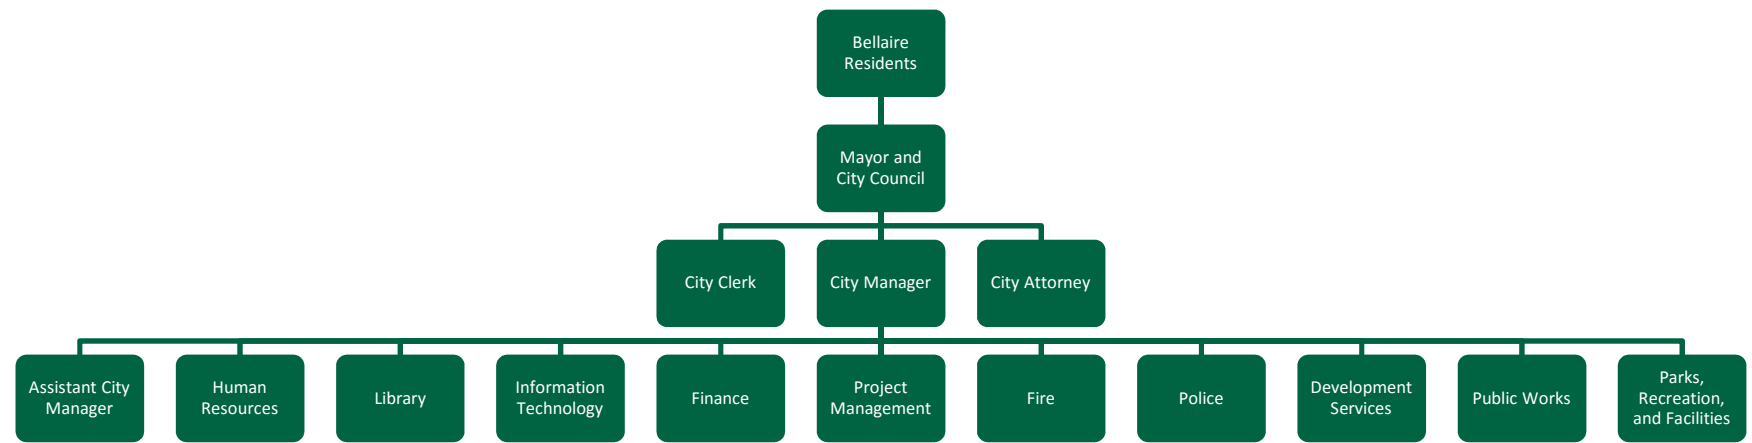 Bellaire
Residents
Mayor and
City Council
City Clerk
City Manager
City Attorney
Assistant City
Manager
Human
Resources
Library
Information
Technology
Finance
Project
Management
Fire
Police
Development
Services
Public Works
Parks,
Recreation,
and Facilities